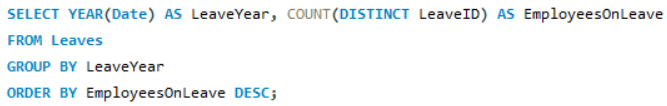 SELECT YEAR(Date) AS LeaveYear, COUNT(DISTINCT LeaveID) AS EmployeesOnLeave
FROM Leaves
GROUP BY LeaveYear
ORDER BY EmployeesOnLeave DESC;